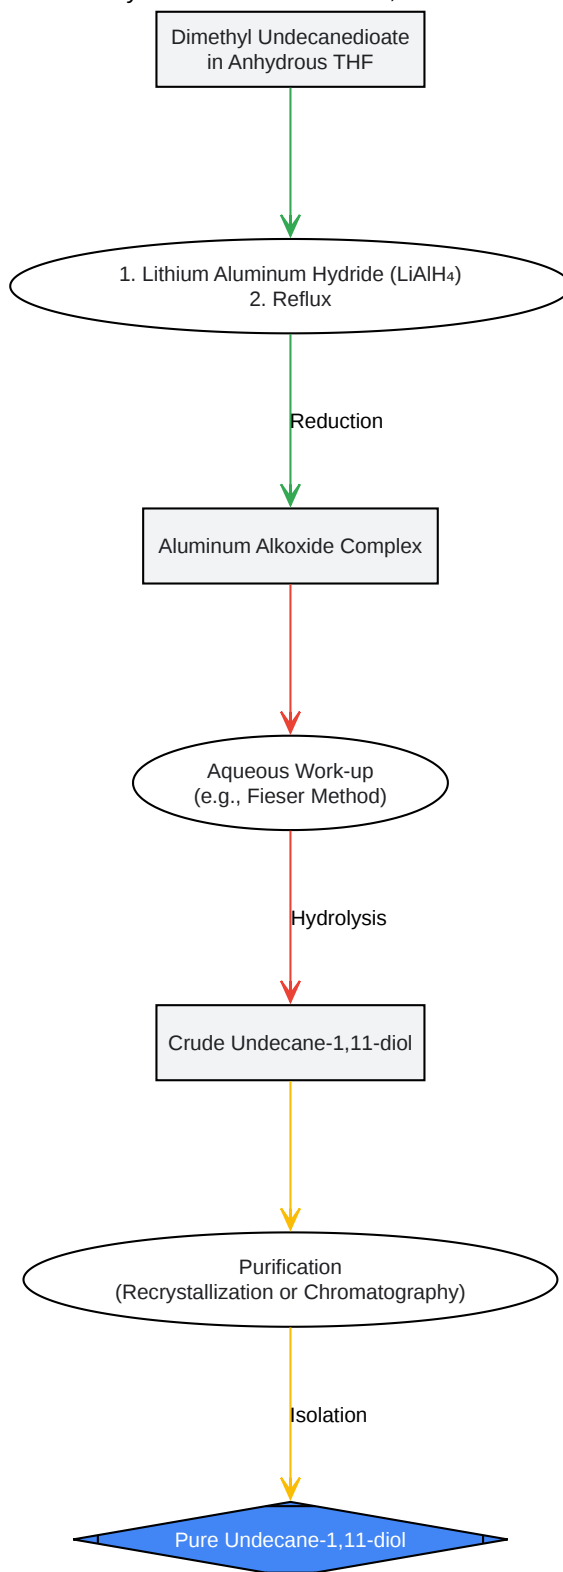 Dimethyl Undecanedioate
in Anhydrous THF
1. Lithium Aluminum Hydride (LiAlH₄)
2. Reflux
Reduction
Aluminum Alkoxide Complex
Aqueous Work-up
(e.g., Fieser Method)
Hydrolysis
Crude Undecane-1,11-diol
Purification
(Recrystallization or Chromatography)
Isolation
Pure Undecane-1,11-diol